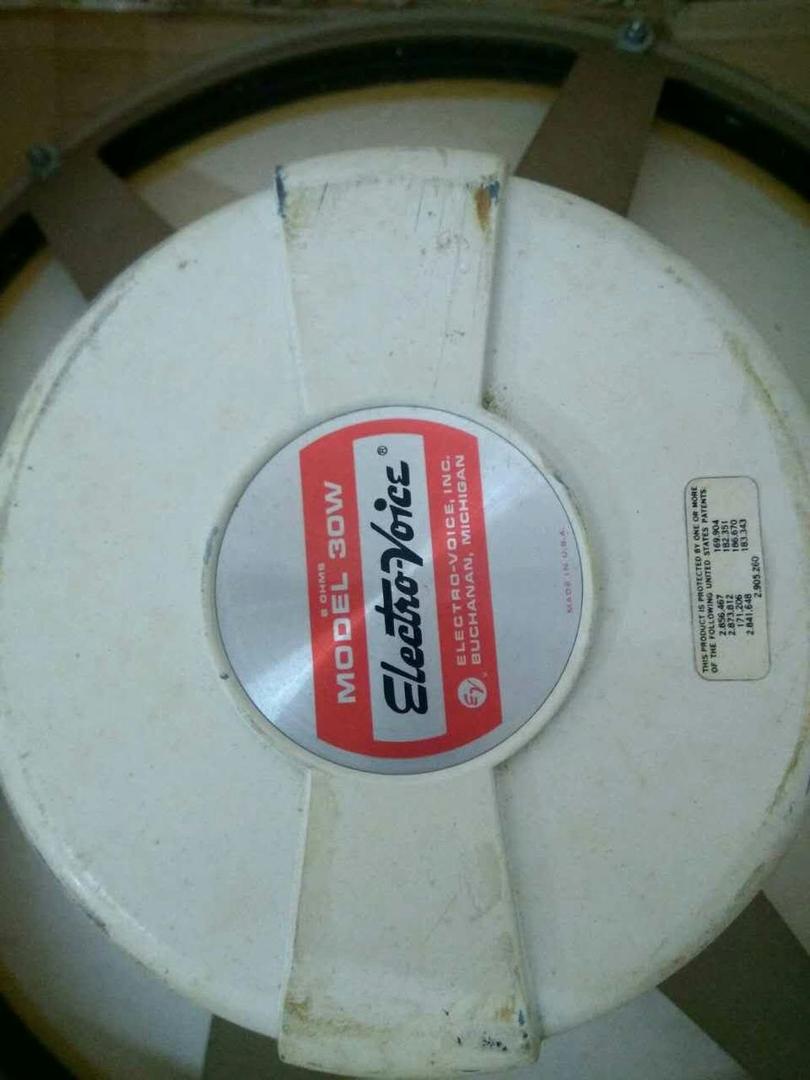 8 OHMS
MODEL 30W
Electro-Voice®
EV
ELECTRO-VOICE, INC.
BUCHANAN, MICHIGAN
MADE IN U.S.A.
THIS PRODUCT IS PROTECTED BY ONE OR MORE
OF THE FOLLOWING UNITED STATES PATENTS:
2.856.467 169.904
2.873.812 182.351
171.206 186.670
2.841.648 183.343
2.905.260